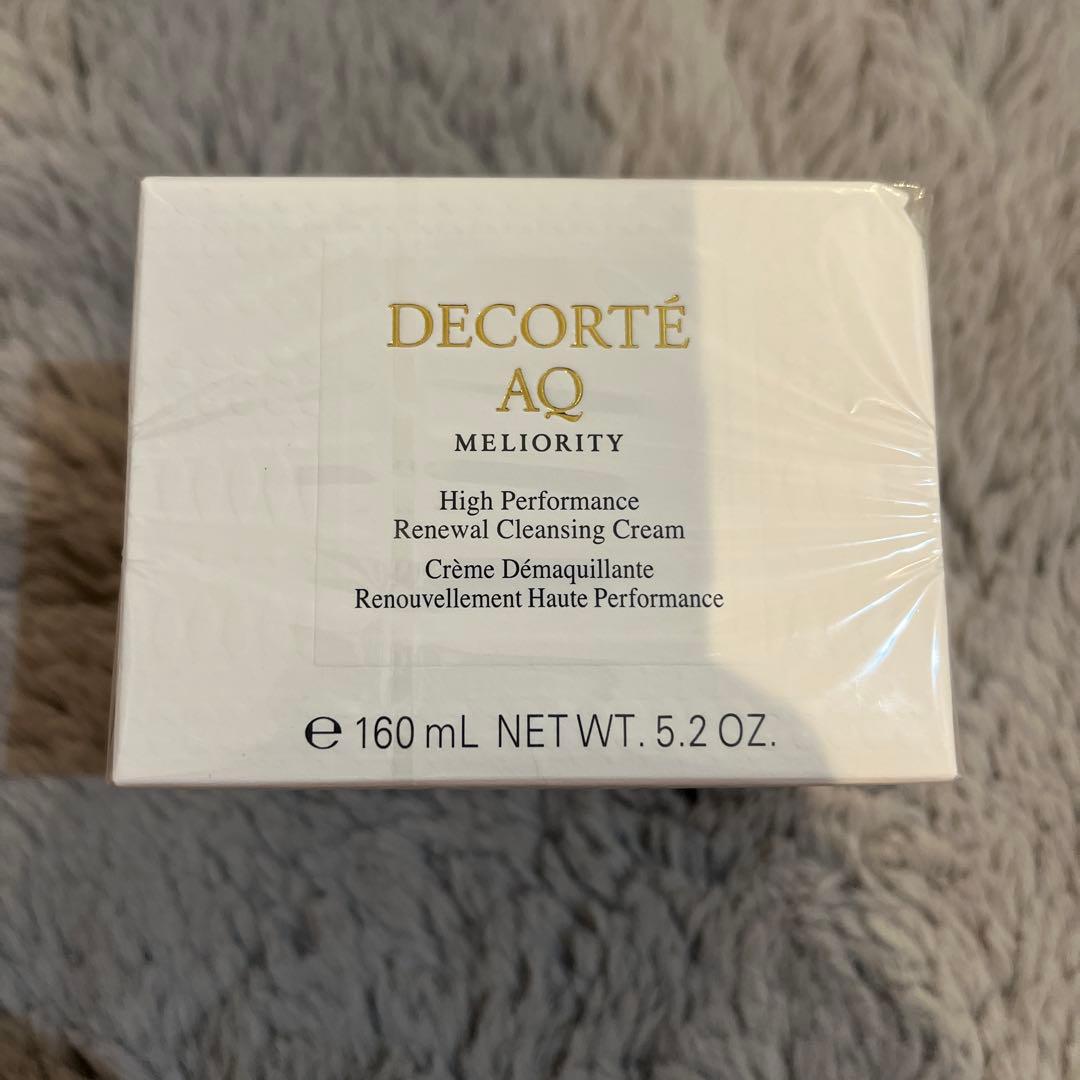 DECORTÉ
AQ
MELIORITY
High Performance
Renewal Cleansing Cream
Crème Démaquillante
Renouvellement Haute Performance
℮ 160 mL NET WT. 5.2 OZ.